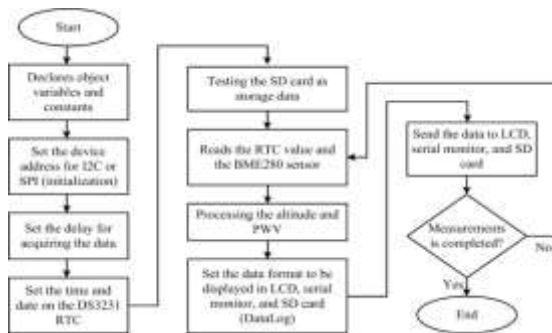 Start
Declares object
variables and
constants
Set the device
address for I2C or
SPI (initialization)
Set the delay for
acquiring the data
Set the time and
date on the DS3231
RTC
Testing the SD card as
storage data
Reads the RTC value and
the BME280 sensor
Processing the altitude and
PWV
Set the data format to be
displayed in LCD, serial
monitor, and SD card
(DataLog)
Send the data to LCD,
serial monitor, and SD
card
Measurements
is completed?
No
Yes
End